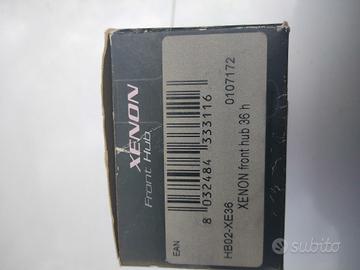 XENON
Front Hub
EAN
8 032484 333116
HB02-XE36
0107172
XENON front hub 36 h
subito